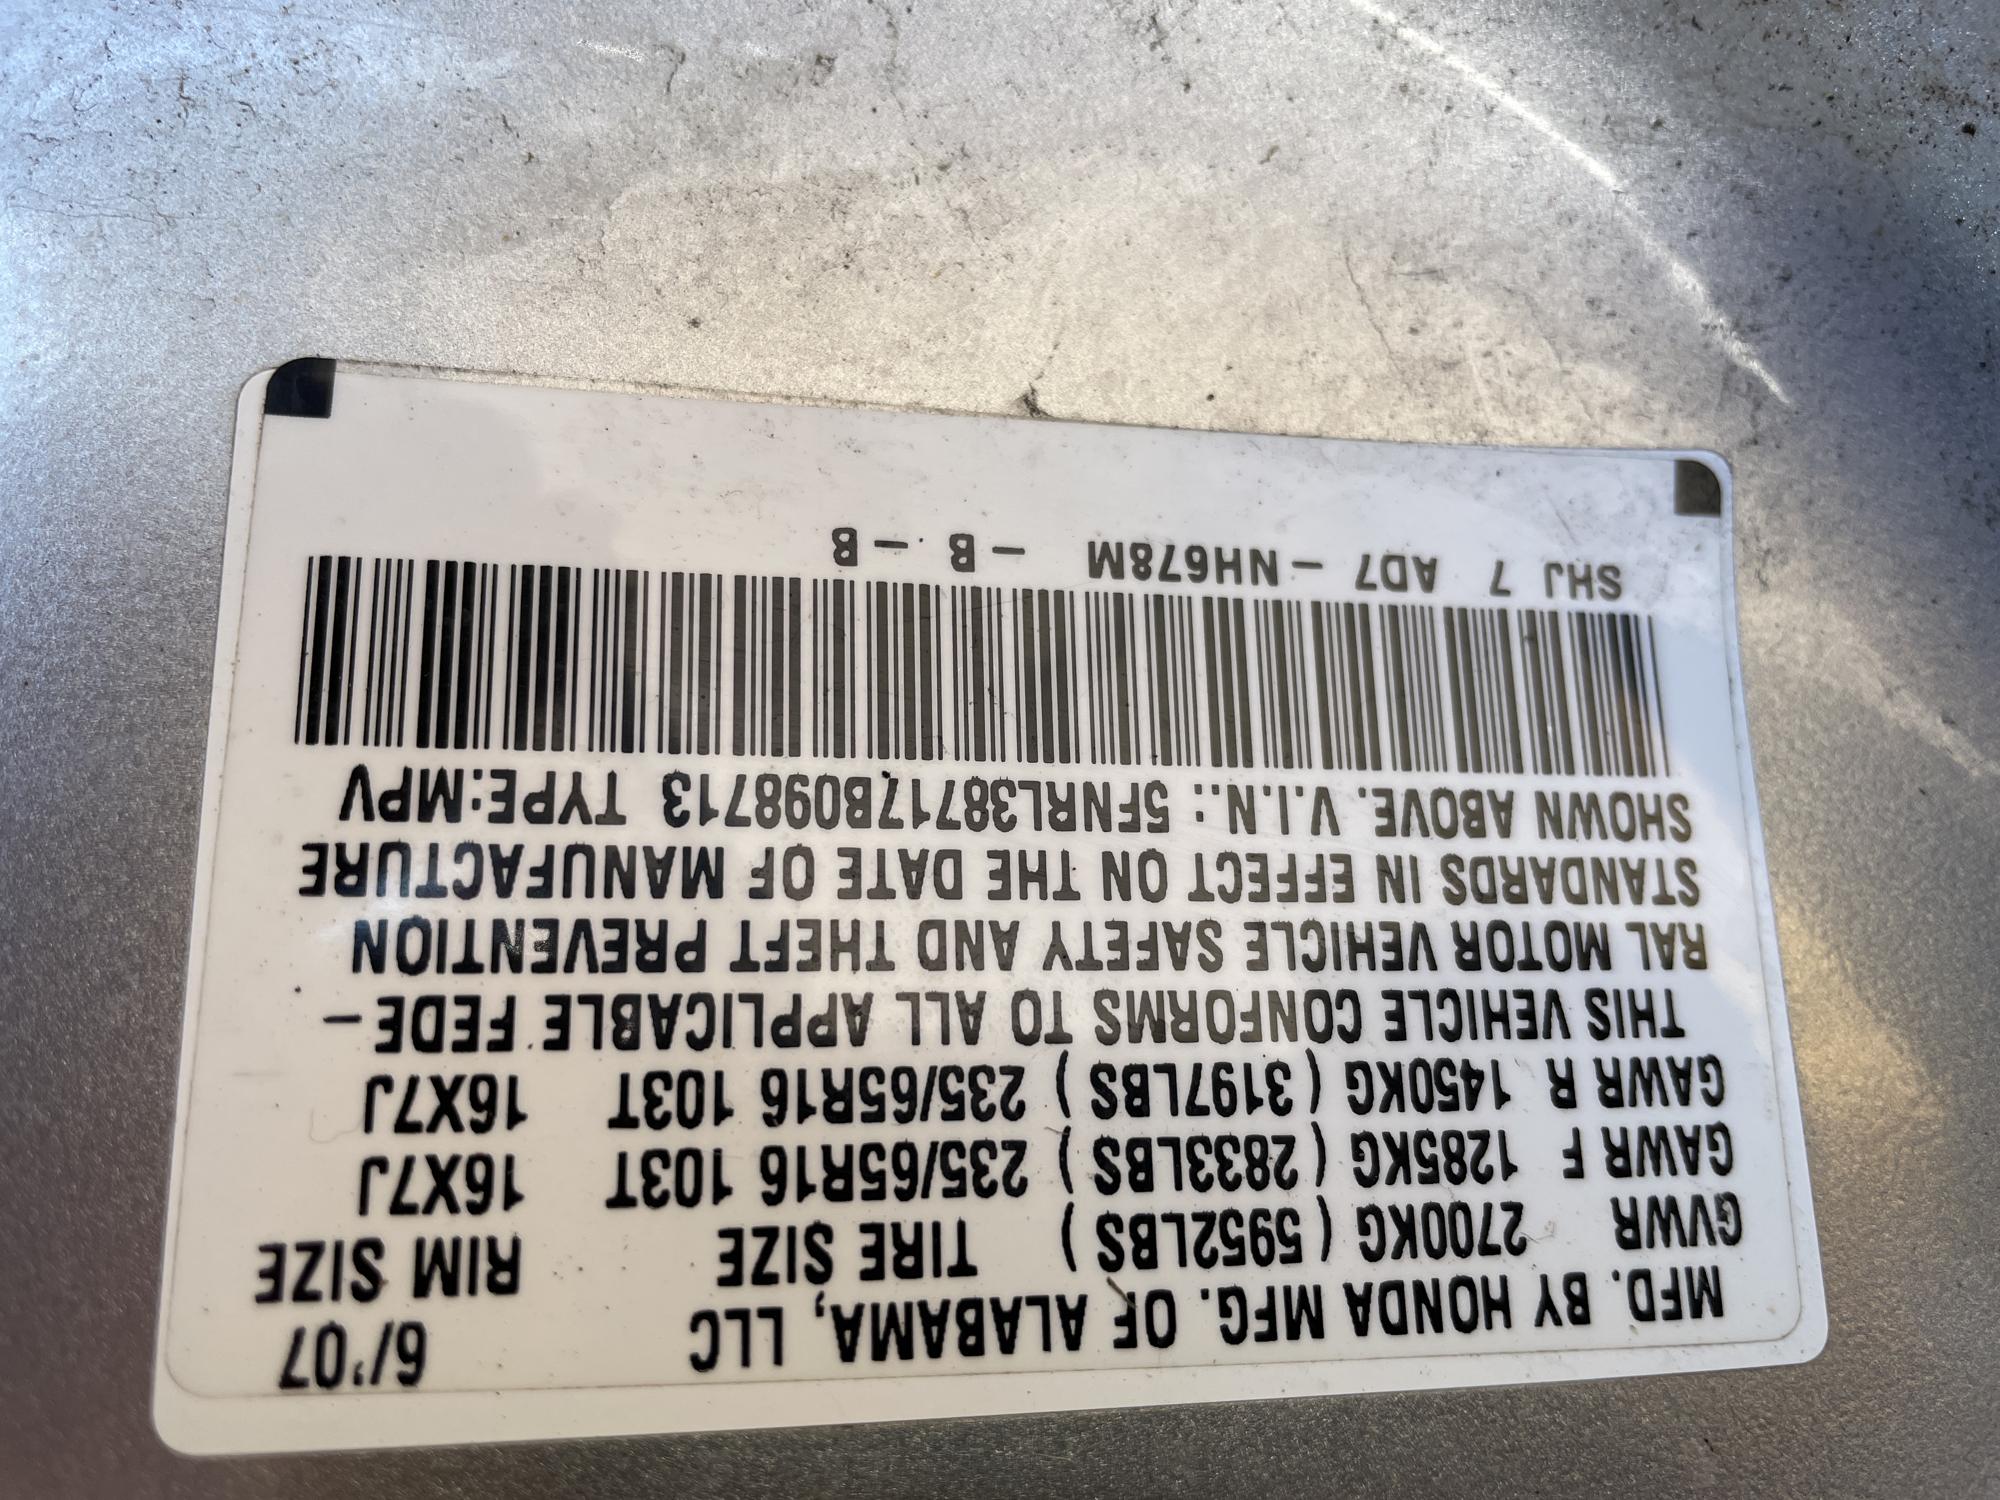 MFD. BY HONDA MFG. OF ALABAMA, LLC 6/'07
GVWR 2700KG ( 5952LBS ) TIRE SIZE RIM SIZE
GAWR F 1285KG ( 2833LBS ) 235/65R16 103T 16X7J
GAWR R 1450KG ( 3197LBS ) 235/65R16 103T 16X7J
THIS VEHICLE CONFORMS TO ALL APPLICABLE FEDE-
RAL MOTOR VEHICLE SAFETY AND THEFT PREVENTION
STANDARDS IN EFFECT ON THE DATE OF MANUFACTURE
SHOWN ABOVE. V.I.N.: 5FNRL38717B098713 TYPE:MPV
SHJ 7 AD7 - NH678M - B - B